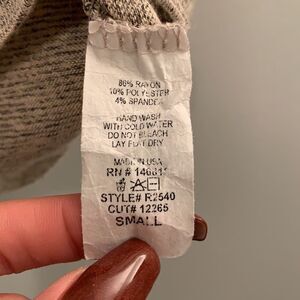 86% RAYON
10% POLYESTER
4% SPANDEX
HAND WASH
WITH COLD WATER
DO NOT BLEACH
LAY FLAT DRY
MADE IN USA
RN #
STYLE# R2540
CUT# 12265
SMALL